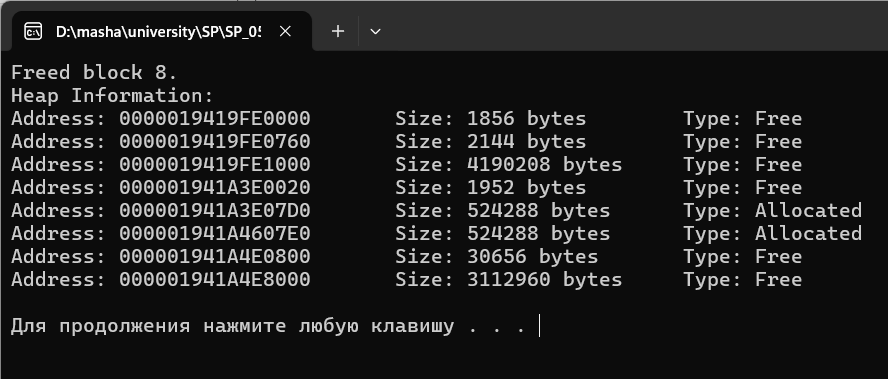 D:\masha\university\SP\SP_05
Freed block 8.
Heap Information:
Address: 0000019419FE0000 Size: 1856 bytes Type: Free
Address: 0000019419FE0760 Size: 2144 bytes Type: Free
Address: 0000019419FE1000 Size: 4190208 bytes Type: Free
Address: 000001941A3E0020 Size: 1952 bytes Type: Free
Address: 000001941A3E07D0 Size: 524288 bytes Type: Allocated
Address: 000001941A4607E0 Size: 524288 bytes Type: Allocated
Address: 000001941A4E0800 Size: 30656 bytes Type: Free
Address: 000001941A4E8000 Size: 3112960 bytes Type: Free
Для продолжения нажмите любую клавишу . . .